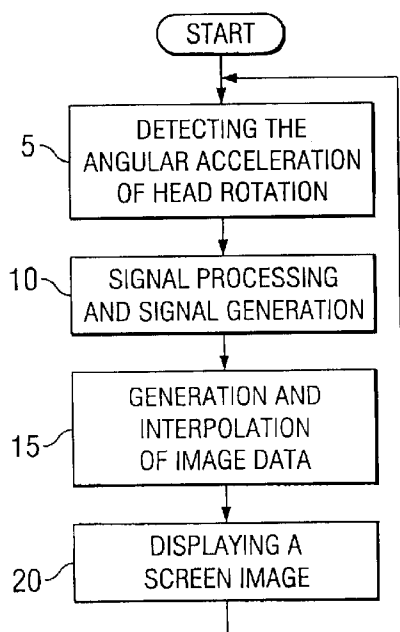 START
5
DETECTING THE
ANGULAR ACCELERATION
OF HEAD ROTATION
10
SIGNAL PROCESSING
AND SIGNAL GENERATION
15
GENERATION AND
INTERPOLATION
OF IMAGE DATA
20
DISPLAYING A
SCREEN IMAGE